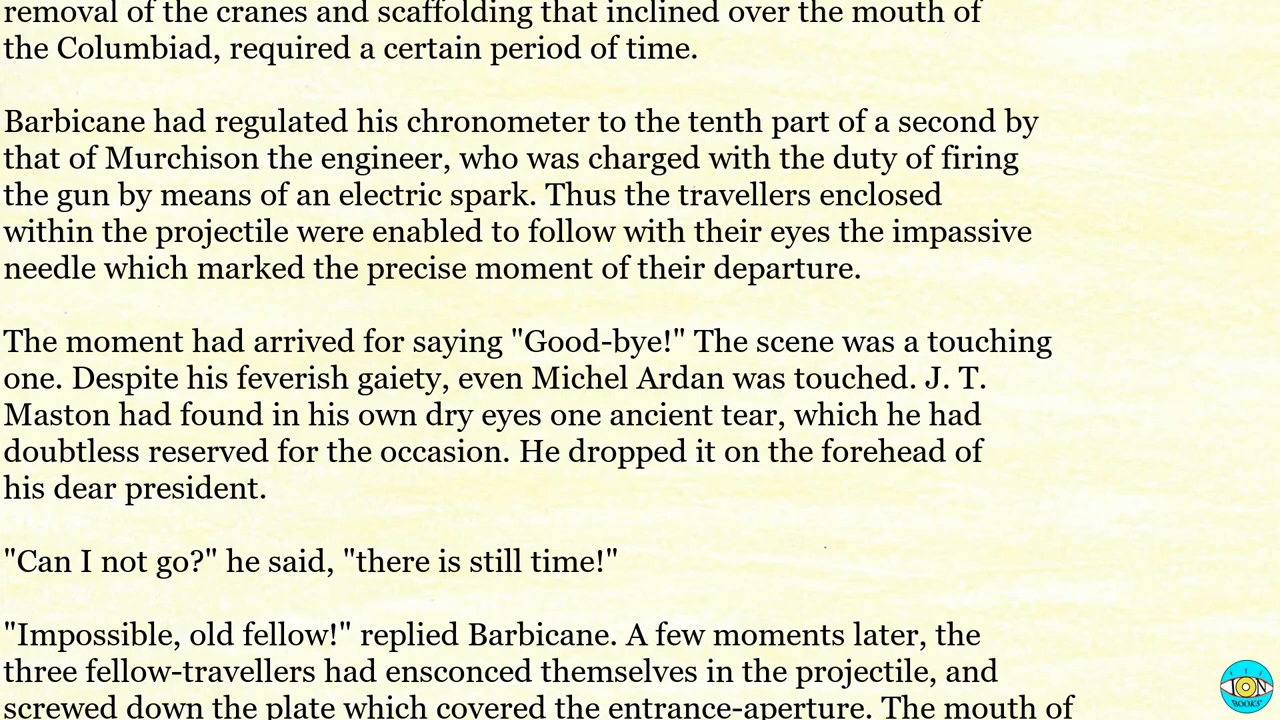 removal of the cranes and scaffolding that inclined over the mouth of
the Columbiad, required a certain period of time.
Barbicane had regulated his chronometer to the tenth part of a second by
that of Murchison the engineer, who was charged with the duty of firing
the gun by means of an electric spark. Thus the travellers enclosed
within the projectile were enabled to follow with their eyes the impassive
needle which marked the precise moment of their departure.
The moment had arrived for saying "Good-bye!" The scene was a touching
one. Despite his feverish gaiety, even Michel Ardan was touched. J. T.
Maston had found in his own dry eyes one ancient tear, which he had
doubtless reserved for the occasion. He dropped it on the forehead of
his dear president.
"Can I not go?" he said, "there is still time!"
"Impossible, old fellow!" replied Barbicane. A few moments later, the
three fellow-travellers had ensconced themselves in the projectile, and
screwed down the plate which covered the entrance-aperture. The mouth of
ION
BOOKS